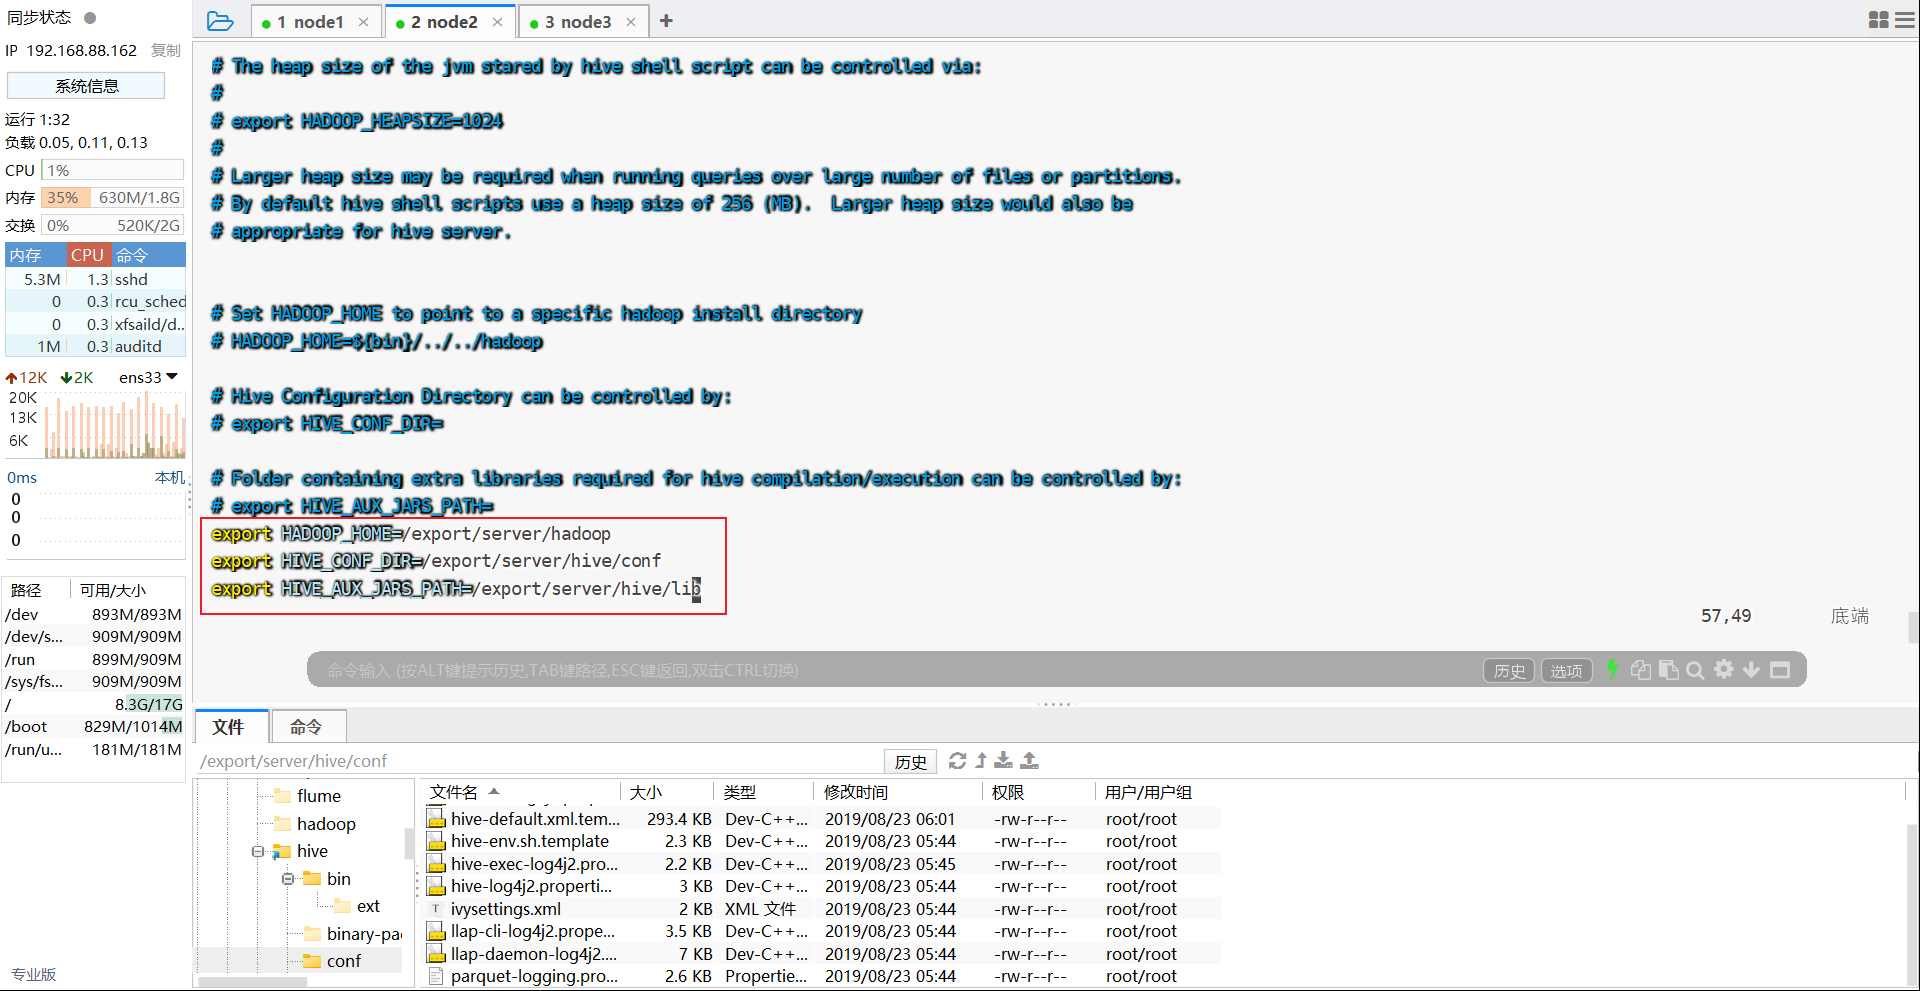 同步状态
IP 192.168.88.162 复制
系统信息
运行 1:32
负载 0.05, 0.11, 0.13
CPU 1%
内存 35% 630M/1.8G
交换 0% 520K/2G
内存 CPU 命令
5.3M 1.3 sshd
0 0.3 rcu_sched
0 0.3 xfsaild/d..
1M 0.3 auditd
12K 2K ens33
20K
13K
6K
0ms 本机
0
0
0
路径 可用/大小
/dev 893M/893M
/dev/s... 909M/909M
/run 899M/909M
/sys/fs... 909M/909M
/ 8.3G/17G
/boot 829M/1014M
/run/u... 181M/181M
专业版
1 node1 2 node2 3 node3
# The heap size of the jvm stared by hive shell script can be controlled via:
#
# export HADOOP_HEAPSIZE=1024
#
# Larger heap size may be required when running queries over large number of files or partitions.
# By default hive shell scripts use a heap size of 256 (MB).  Larger heap size would also be
# appropriate for hive server.
# Set HADOOP_HOME to point to a specific hadoop install directory
# HADOOP_HOME=${bin}/../../hadoop
# Hive Configuration Directory can be controlled by:
# export HIVE_CONF_DIR=
# Folder containing extra libraries required for hive compilation/execution can be controlled by:
# export HIVE_AUX_JARS_PATH=
export HADOOP_HOME=/export/server/hadoop
export HIVE_CONF_DIR=/export/server/hive/conf
export HIVE_AUX_JARS_PATH=/export/server/hive/lib
57,49 底端
命令输入 (按ALT键提示历史,TAB键路径,ESC键返回,双击CTRL切换) 历史 选项
文件 命令
/export/server/hive/conf 历史
flume
hadoop
hive
bin
ext
binary-pac
conf
文件名 大小 类型 修改时间 权限 用户/用户组
hive-default.xml.tem... 293.4 KB Dev-C++... 2019/08/23 06:01 -rw-r--r-- root/root
hive-env.sh.template 2.3 KB Dev-C++... 2019/08/23 05:44 -rw-r--r-- root/root
hive-exec-log4j2.pro... 2.2 KB Dev-C++... 2019/08/23 05:45 -rw-r--r-- root/root
hive-log4j2.properti... 3 KB Dev-C++... 2019/08/23 05:44 -rw-r--r-- root/root
ivysettings.xml 2 KB XML 文件 2019/08/23 05:44 -rw-r--r-- root/root
llap-cli-log4j2.prope... 3.5 KB Dev-C++... 2019/08/23 05:44 -rw-r--r-- root/root
llap-daemon-log4j2.... 7 KB Dev-C++... 2019/08/23 05:44 -rw-r--r-- root/root
parquet-logging.pro... 2.6 KB Propertie... 2019/08/23 05:44 -rw-r--r-- root/root